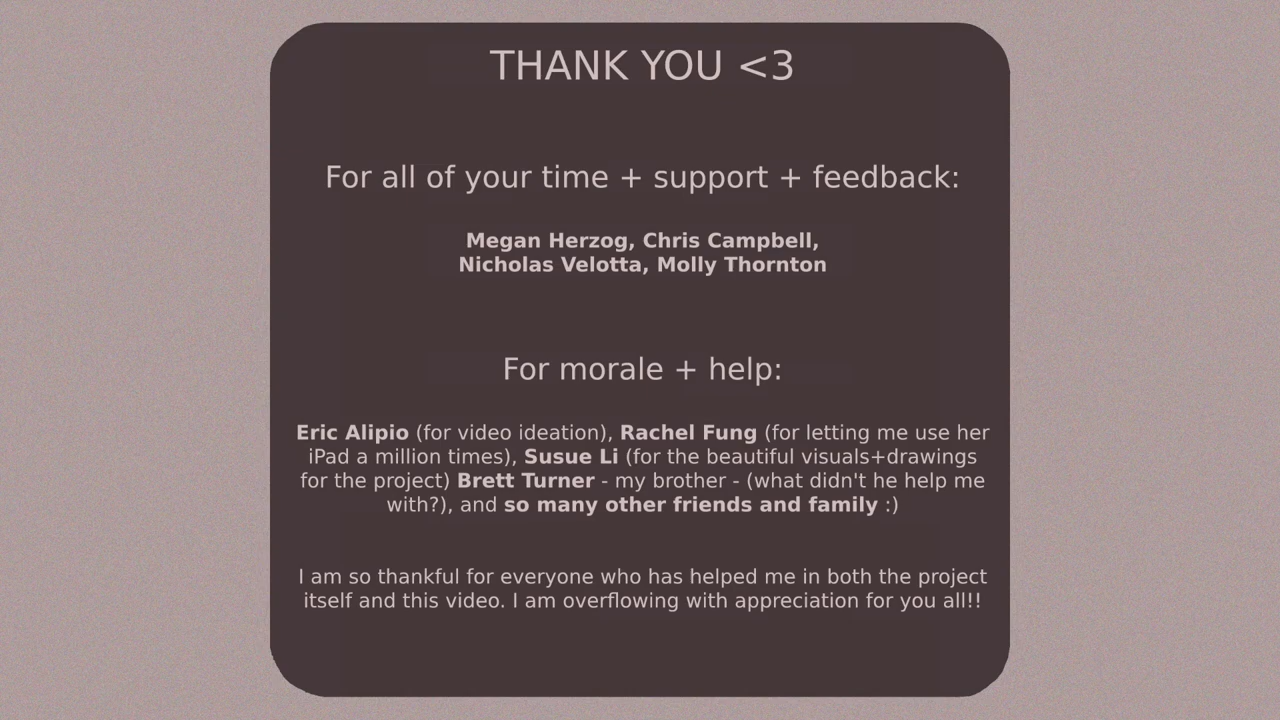 THANK YOU <3
For all of your time + support + feedback:
Megan Herzog, Chris Campbell,
Nicholas Velotta, Molly Thornton
For morale + help:
Eric Alipio (for video ideation), Rachel Fung (for letting me use her
iPad a million times), Susue Li (for the beautiful visuals+drawings
for the project) Brett Turner - my brother - (what didn't he help me
with?), and so many other friends and family :)
I am so thankful for everyone who has helped me in both the project
itself and this video. I am overflowing with appreciation for you all!!